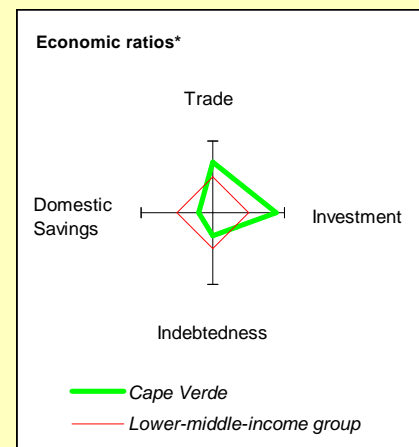 Economic ratios*
Trade
Domestic
Savings
Investment
Indebtedness
Cape Verde
Lower-middle-income group